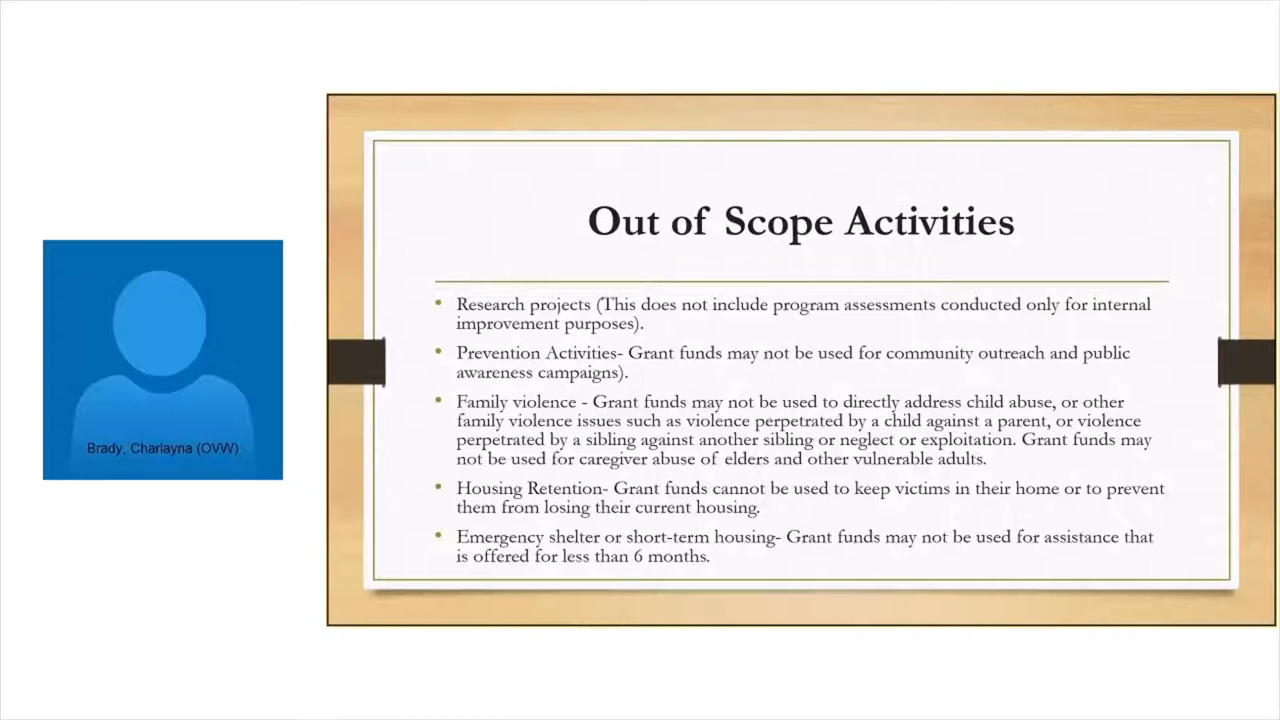 Out of Scope Activities
• Research projects (This does not include program assessments conducted only for internal
improvement purposes).
• Prevention Activities- Grant funds may not be used for community outreach and public
awareness campaigns).
• Family violence - Grant funds may not be used to directly address child abuse, or other
family violence issues such as violence perpetrated by a child against a parent, or violence
perpetrated by a sibling against another sibling or neglect or exploitation. Grant funds may
not be used for caregiver abuse of elders and other vulnerable adults.
• Housing Retention- Grant funds cannot be used to keep victims in their home or to prevent
them from losing their current housing.
• Emergency shelter or short-term housing- Grant funds may not be used for assistance that
is offered for less than 6 months.
Brady, Charlayna (OVW)